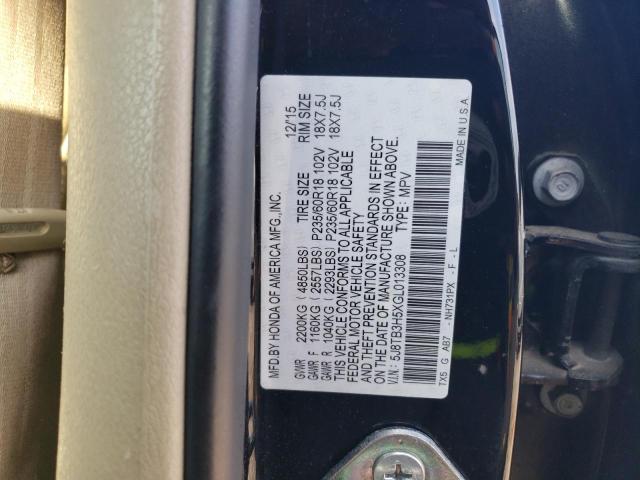 MFD.BY HONDA OF AMERICA MFG.,INC. 12/15
TIRE SIZE RIM SIZE
GVWR 2200KG (4850LBS)
GAWR F 1160KG (2557LBS) P235/60R18 102V 18X7.5J
GAWR R 1040KG (2293LBS) P235/60R18 102V 18X7.5J
THIS VEHICLE CONFORMS TO ALL APPLICABLE
FEDERAL MOTOR VEHICLE SAFETY
AND THEFT PREVENTION STANDARDS IN EFFECT
ON THE DATE OF MANUFACTURE SHOWN ABOVE.
V.I.N.: 5J8TB3H5XGL013308 TYPE: MPV
TX5 G AB7 - NH731PX - F - L MADE IN U.S.A